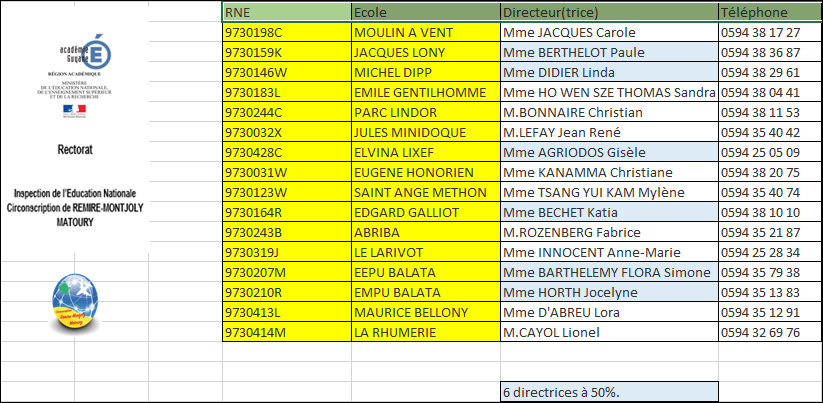 académie
Guyane
RÉGION ACADÉMIQUE
MINISTÈRE
DE L'ÉDUCATION NATIONALE,
DE L'ENSEIGNEMENT SUPÉRIEUR
ET DE LA RECHERCHE
Rectorat
Inspection de l'Education Nationale
Circonscription de REMIRE-MONTJOLY
MATOURY
RNE Ecole Directeur(trice) Téléphone
9730198C MOULIN A VENT Mme JACQUES Carole 0594 38 17 27
9730159K JACQUES LONY Mme BERTHELOT Paule 0594 38 36 87
9730146W MICHEL DIPP Mme DIDIER Linda 0594 38 29 61
9730183L EMILE GENTILHOMME Mme HO WEN SZE THOMAS Sandra 0594 38 04 41
9730244C PARC LINDOR M.BONNAIRE Christian 0594 38 11 53
9730032X JULES MINIDOQUE M.LEFAY Jean René 0594 35 40 42
9730428C ELVINA LIXEF Mme AGRIODOS Gisèle 0594 25 05 09
9730031W EUGENE HONORIEN Mme KANAMMA Christiane 0594 38 20 75
9730123W SAINT ANGE METHON Mme TSANG YUI KAM Mylène 0594 35 40 74
9730164R EDGARD GALLIOT Mme BECHET Katia 0594 38 10 10
9730243B ABRIBA M.ROZENBERG Fabrice 0594 35 21 87
9730319J LE LARIVOT Mme INNOCENT Anne-Marie 0594 25 28 34
9730207M EEPU BALATA Mme BARTHELEMY FLORA Simone 0594 35 79 38
9730210R EMPU BALATA Mme HORTH Jocelyne 0594 35 13 83
9730413L MAURICE BELLONY Mme D'ABREU Lora 0594 35 12 91
9730414M LA RHUMERIE M.CAYOL Lionel 0594 32 69 76
Matoury
6 directrices à 50%.